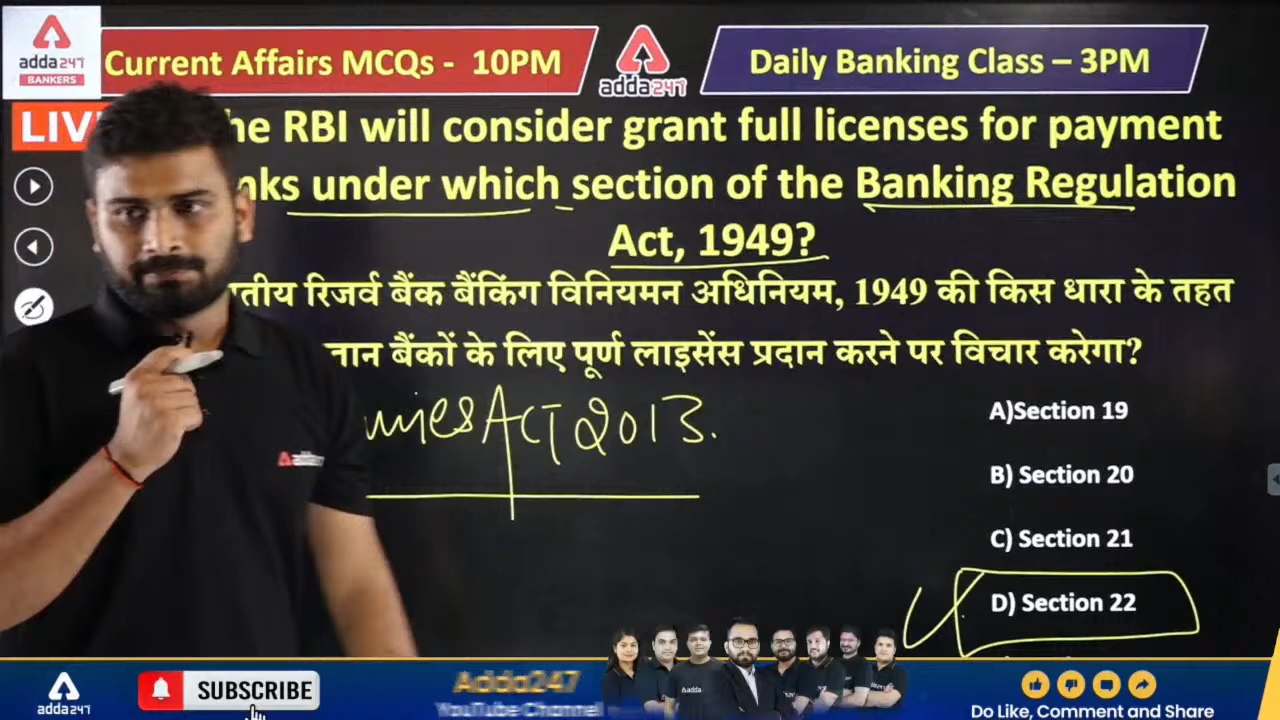 adda247
BANKERS
Current Affairs MCQs - 10PM
adda247
Daily Banking Class – 3PM
LIV
he RBI will consider grant full licenses for payment
nks under which section of the Banking Regulation
Act, 1949?
तीय रिजर्व बैंक बैंकिंग विनियमन अधिनियम, 1949 की किस धारा के तहत
तान बैंकों के लिए पूर्ण लाइसेंस प्रदान करने पर विचार करेगा?
nies ACT 2013.
A)Section 19
B) Section 20
C) Section 21
D) Section 22
adda247
SUBSCRIBE
Adda247
YouTube Channel
Do Like, Comment and Share